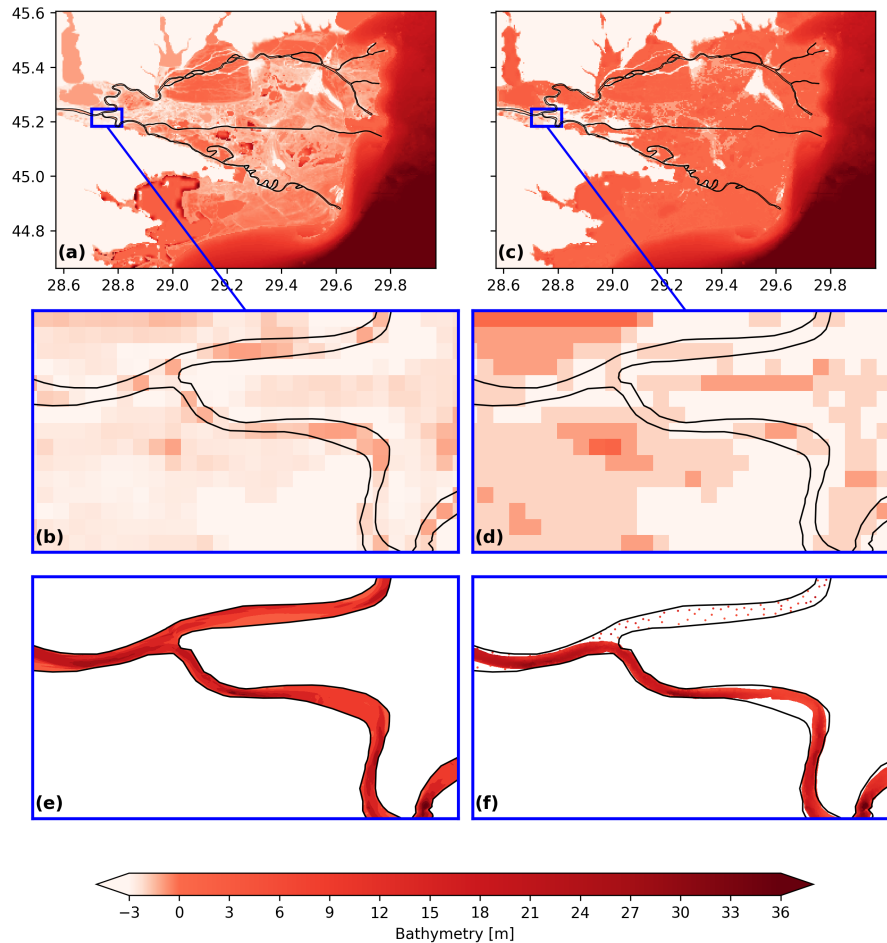 45.6
45.4
45.2
45.0
44.8
(a)
(c)
28.6 28.8 29.0 29.2 29.4 29.6 29.8
28.6 28.8 29.0 29.2 29.4 29.6 29.8
(b)
(d)
(e)
(f)
−3 0 3 6 9 12 15 18 21 24 27 30 33 36
Bathymetry [m]